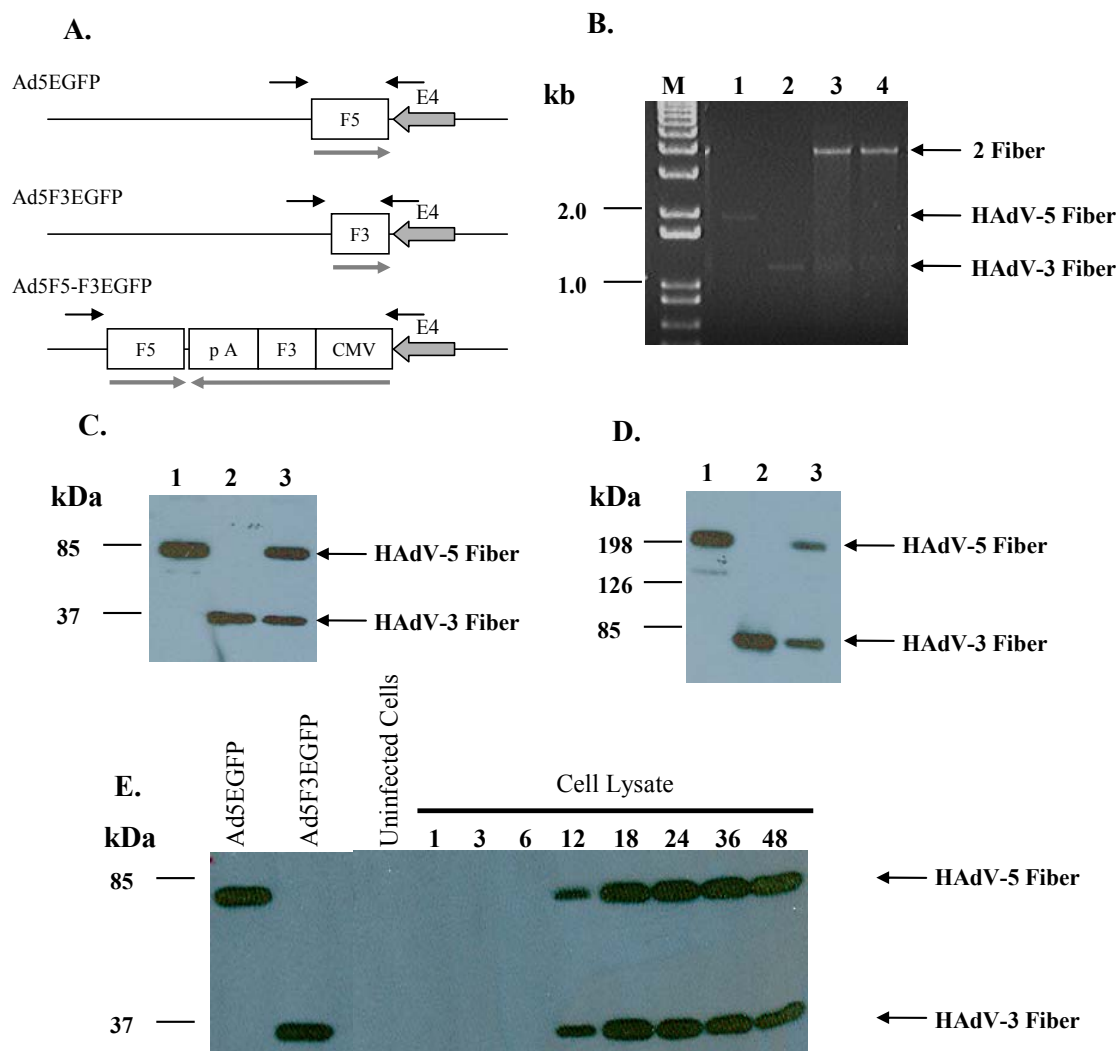 A.
Ad5EGFP
E4
F5
Ad5F3EGFP
E4
F3
Ad5F5-F3EGFP
E4
F5 p A F3 CMV
B.
kb M 1 2 3 4
2 Fiber
2.0
HAdV-5 Fiber
HAdV-3 Fiber
1.0
C.
1 2 3
kDa
85
HAdV-5 Fiber
37
HAdV-3 Fiber
D.
1 2 3
kDa
198
HAdV-5 Fiber
126
85
HAdV-3 Fiber
E.
Ad5EGFP
Ad5F3EGFP
Uninfected Cells
Cell Lysate
kDa 1 3 6 12 18 24 36 48
85
HAdV-5 Fiber
37
HAdV-3 Fiber